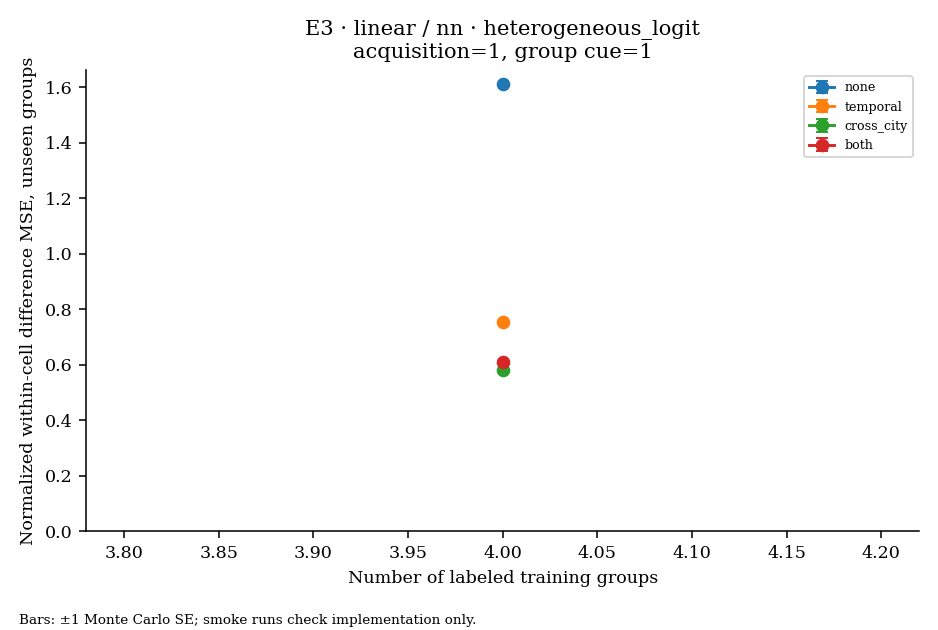 E3 · linear / nn · heterogeneous_logit
acquisition=1, group cue=1
Normalized within-cell difference MSE, unseen groups
1.6
1.4
1.2
1.0
0.8
0.6
0.4
0.2
0.0
none
temporal
cross_city
both
3.80 3.85 3.90 3.95 4.00 4.05 4.10 4.15 4.20
Number of labeled training groups
Bars: ±1 Monte Carlo SE; smoke runs check implementation only.